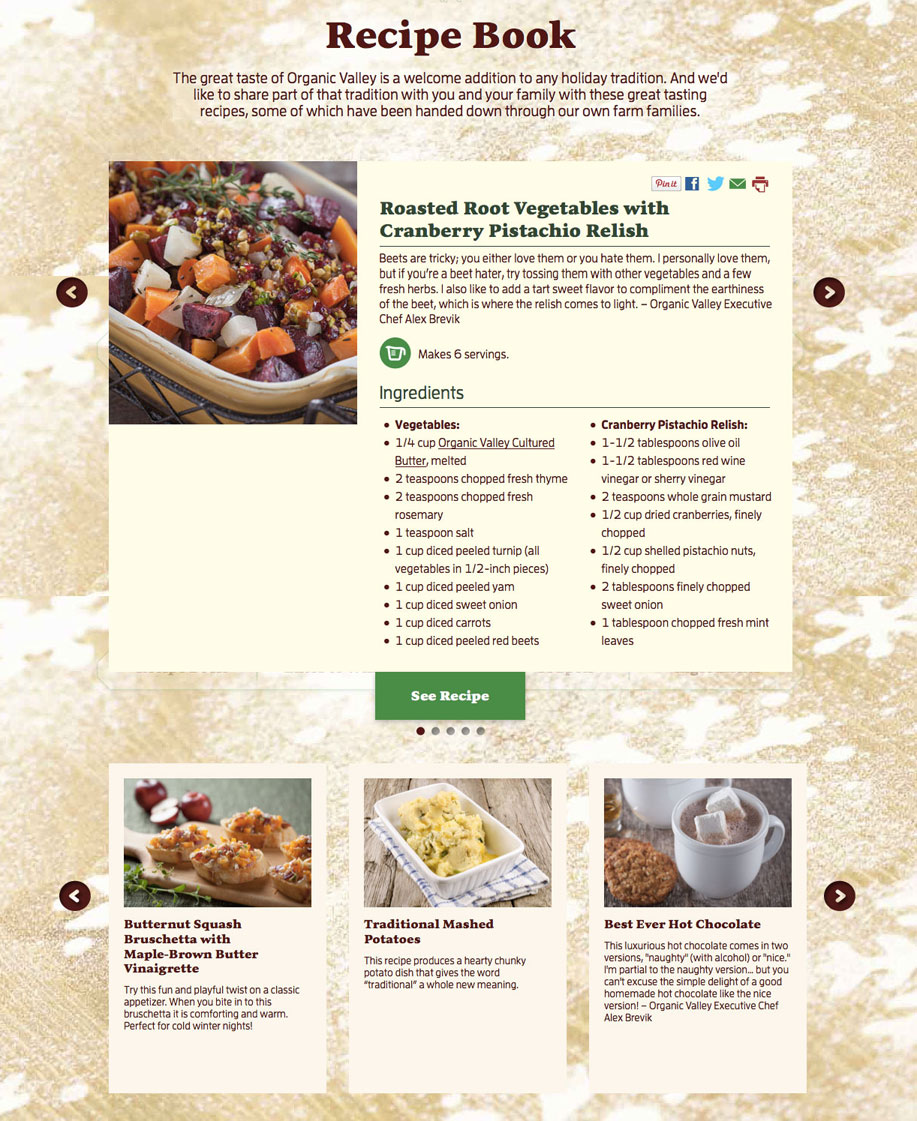 Recipe Book
The great taste of Organic Valley is a welcome addition to any holiday tradition. And we'd
like to share part of that tradition with you and your family with these great tasting
recipes, some of which have been handed down through our own farm families.
Pin it
Roasted Root Vegetables with
Cranberry Pistachio Relish
Beets are tricky; you either love them or you hate them. I personally love them,
but if you're a beet hater, try tossing them with other vegetables and a few
fresh herbs. I also like to add a tart sweet flavor to compliment the earthiness
of the beet, which is where the relish comes to light. – Organic Valley Executive
Chef Alex Brevik
Makes 6 servings.
Ingredients
Vegetables:
1/4 cup Organic Valley Cultured
Butter, melted
2 teaspoons chopped fresh thyme
2 teaspoons chopped fresh
rosemary
1 teaspoon salt
1 cup diced peeled turnip (all
vegetables in 1/2-inch pieces)
1 cup diced peeled yam
1 cup diced sweet onion
1 cup diced carrots
1 cup diced peeled red beets
Cranberry Pistachio Relish:
1-1/2 tablespoons olive oil
1-1/2 tablespoons red wine
vinegar or sherry vinegar
2 teaspoons whole grain mustard
1/2 cup dried cranberries, finely
chopped
1/2 cup shelled pistachio nuts,
finely chopped
2 tablespoons finely chopped
sweet onion
1 tablespoon chopped fresh mint
leaves
See Recipe
Butternut Squash
Bruschetta with
Maple-Brown Butter
Vinaigrette
Try this fun and playful twist on a classic
appetizer. When you bite in to this
bruschetta it is comforting and warm.
Perfect for cold winter nights!
Traditional Mashed
Potatoes
This recipe produces a hearty chunky
potato dish that gives the word
"traditional" a whole new meaning.
Best Ever Hot Chocolate
This luxurious hot chocolate comes in two
versions, "naughty" (with alcohol) or "nice."
I'm partial to the naughty version... but you
can't excuse the simple delight of a good
homemade hot chocolate like the nice
version! – Organic Valley Executive Chef
Alex Brevik